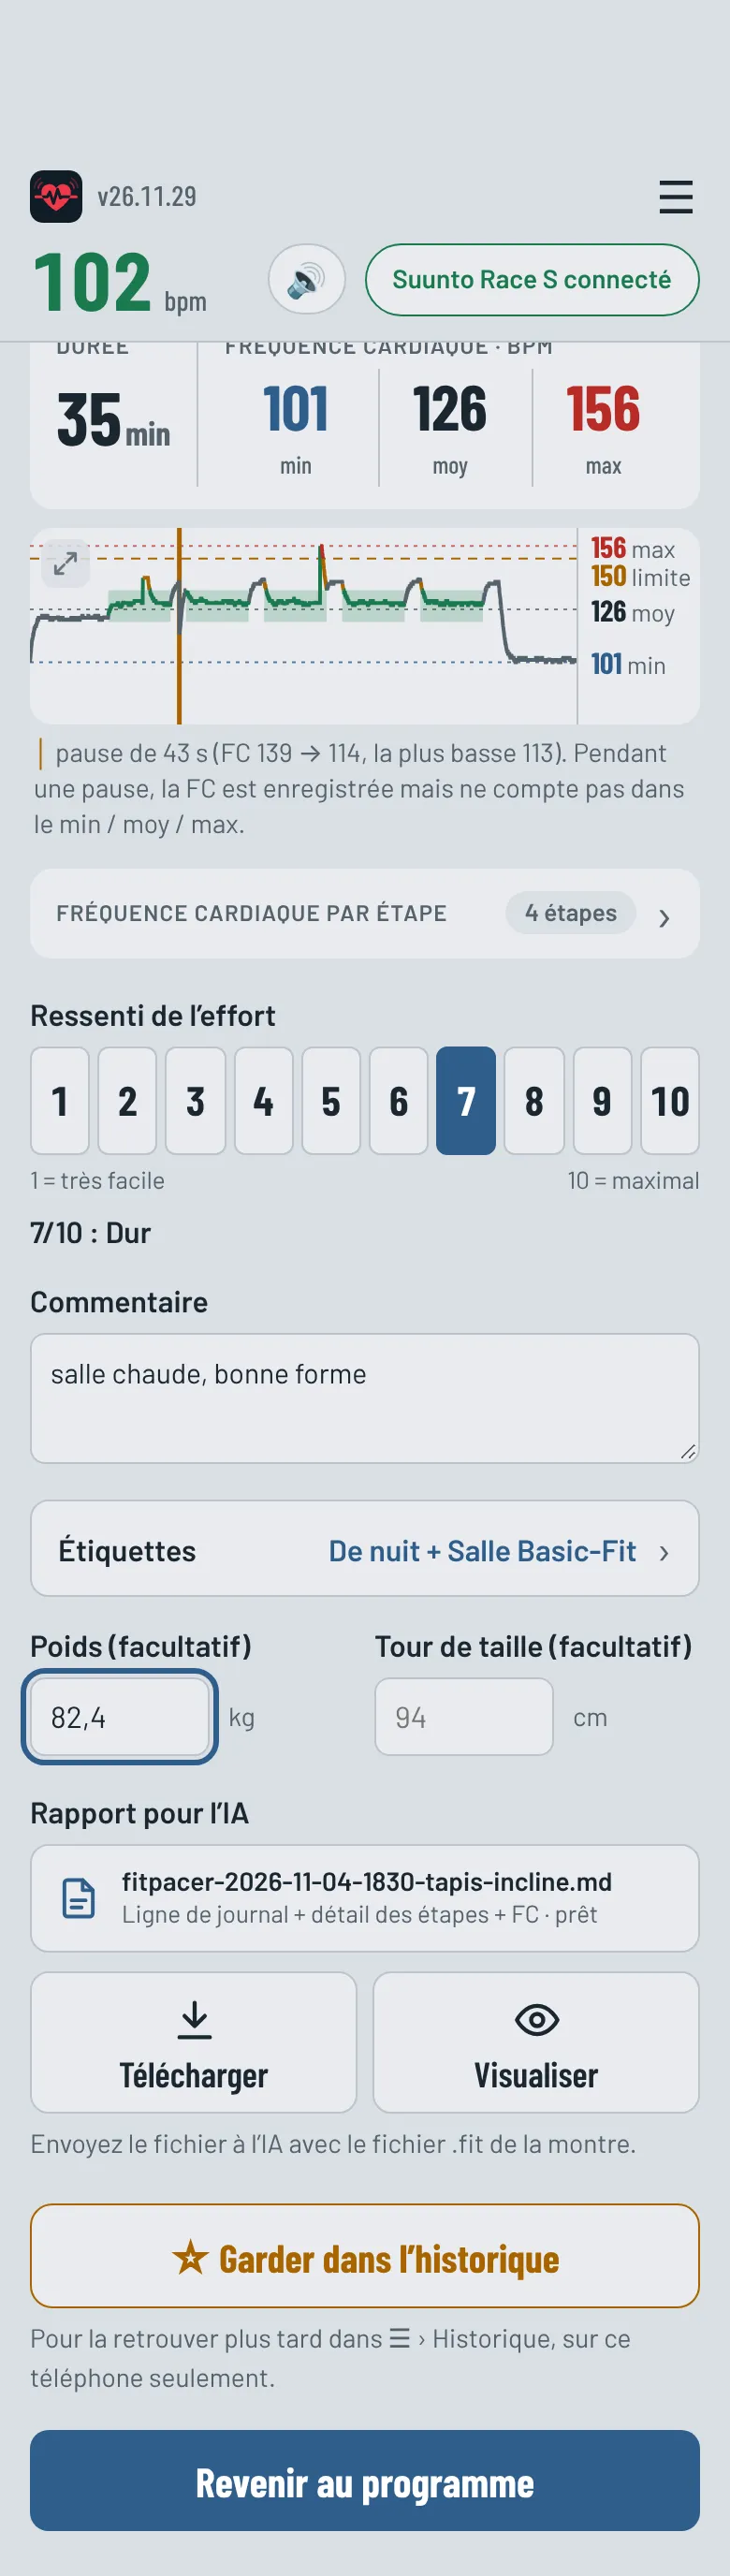 v26.11.29
☰
102 bpm
Suunto Race S connecté
DURÉE
FRÉQUENCE CARDIAQUE · BPM
35 min
101
126
156
min
moy
max
156 max
150 limite
126 moy
101 min
pause de 43 s (FC 139 → 114, la plus basse 113). Pendant
une pause, la FC est enregistrée mais ne compte pas dans
le min / moy / max.
FRÉQUENCE CARDIAQUE PAR ÉTAPE
4 étapes ›
Ressenti de l’effort
1 2 3 4 5 6 7 8 9 10
1 = très facile
10 = maximal
7/10 : Dur
Commentaire
salle chaude, bonne forme
Étiquettes
De nuit + Salle Basic-Fit ›
Poids (facultatif)
Tour de taille (facultatif)
82,4 kg
94 cm
Rapport pour l’IA
fitpacer-2026-11-04-1830-tapis-incline.md
Ligne de journal + détail des étapes + FC · prêt
Télécharger
Visualiser
Envoyez le fichier à l’IA avec le fichier .fit de la montre.
Garder dans l’historique
Pour la retrouver plus tard dans ☰ › Historique, sur ce
téléphone seulement.
Revenir au programme